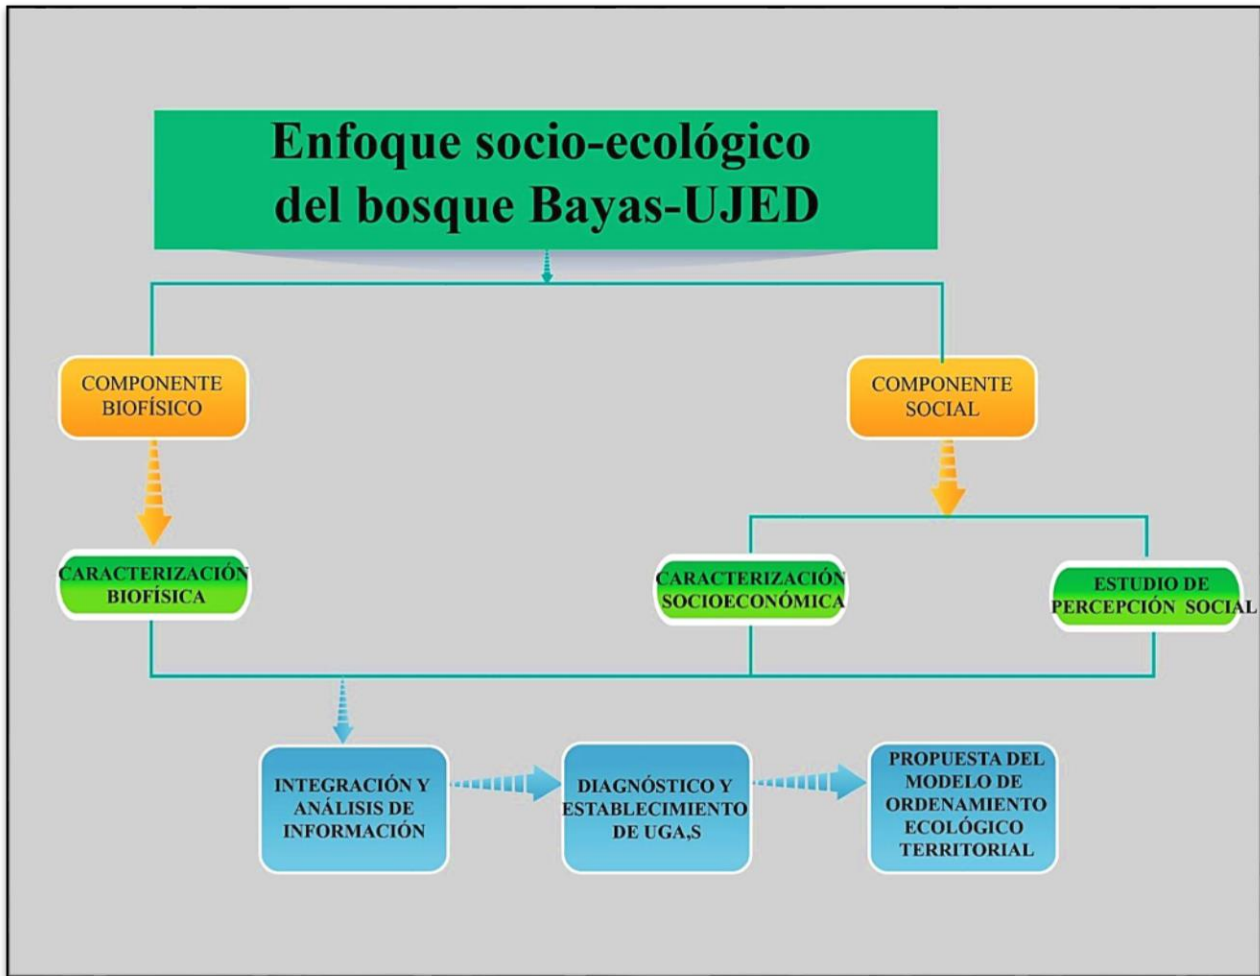 Enfoque socio-ecológico
del bosque Bayas-UJED
COMPONENTE
BIOFÍSICO
COMPONENTE
SOCIAL
CARACTERIZACIÓN
BIOFÍSICA
CARACTERIZACIÓN
SOCIOECONÓMICA
ESTUDIO DE
PERCEPCIÓN SOCIAL
INTEGRACIÓN Y
ANÁLISIS DE
INFORMACIÓN
DIAGNÓSTICO Y
ESTABLECIMIENTO
DE UGA,S
PROPUESTA DEL
MODELO DE
ORDENAMIENTO
ECOLÓGICO
TERRITORIAL